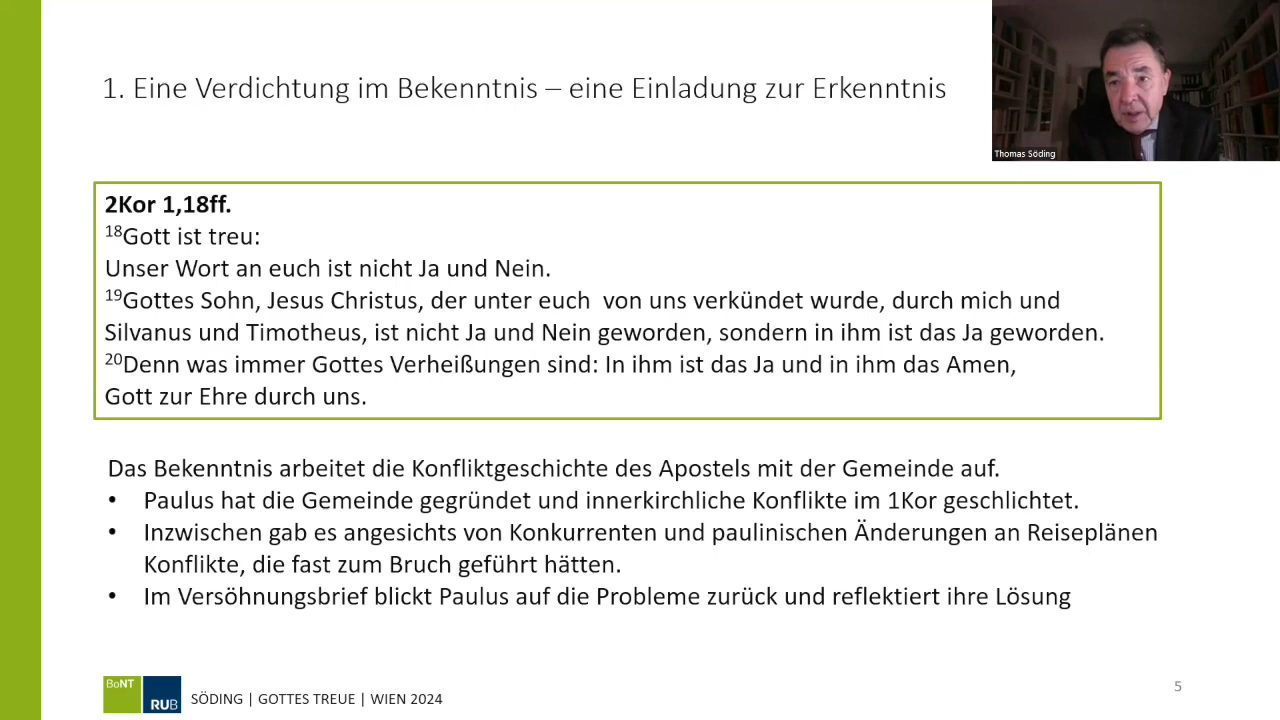 1. Eine Verdichtung im Bekenntnis – eine Einladung zur Erkenntnis
Thomas Söding
2Kor 1,18ff.
18Gott ist treu:
Unser Wort an euch ist nicht Ja und Nein.
19Gottes Sohn, Jesus Christus, der unter euch  von uns verkündet wurde, durch mich und
Silvanus und Timotheus, ist nicht Ja und Nein geworden, sondern in ihm ist das Ja geworden.
20Denn was immer Gottes Verheißungen sind: In ihm ist das Ja und in ihm das Amen,
Gott zur Ehre durch uns.
Das Bekenntnis arbeitet die Konfliktgeschichte des Apostels mit der Gemeinde auf.
• Paulus hat die Gemeinde gegründet und innerkirchliche Konflikte im 1Kor geschlichtet.
• Inzwischen gab es angesichts von Konkurrenten und paulinischen Änderungen an Reiseplänen
Konflikte, die fast zum Bruch geführt hätten.
• Im Versöhnungsbrief blickt Paulus auf die Probleme zurück und reflektiert ihre Lösung
BoNT
RUB
SÖDING | GOTTES TREUE | WIEN 2024
5